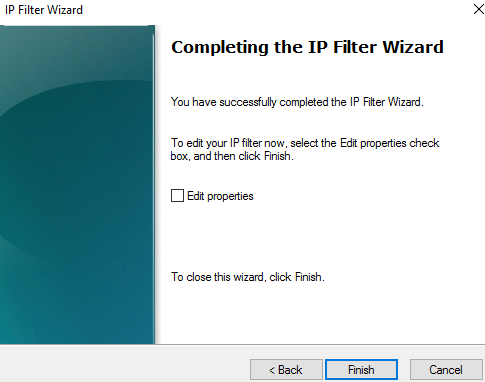 IP Filter Wizard
Completing the IP Filter Wizard
You have successfully completed the IP Filter Wizard.
To edit your IP filter now, select the Edit properties check
box, and then click Finish.
Edit properties
To close this wizard, click Finish.
< Back
Finish
Cancel